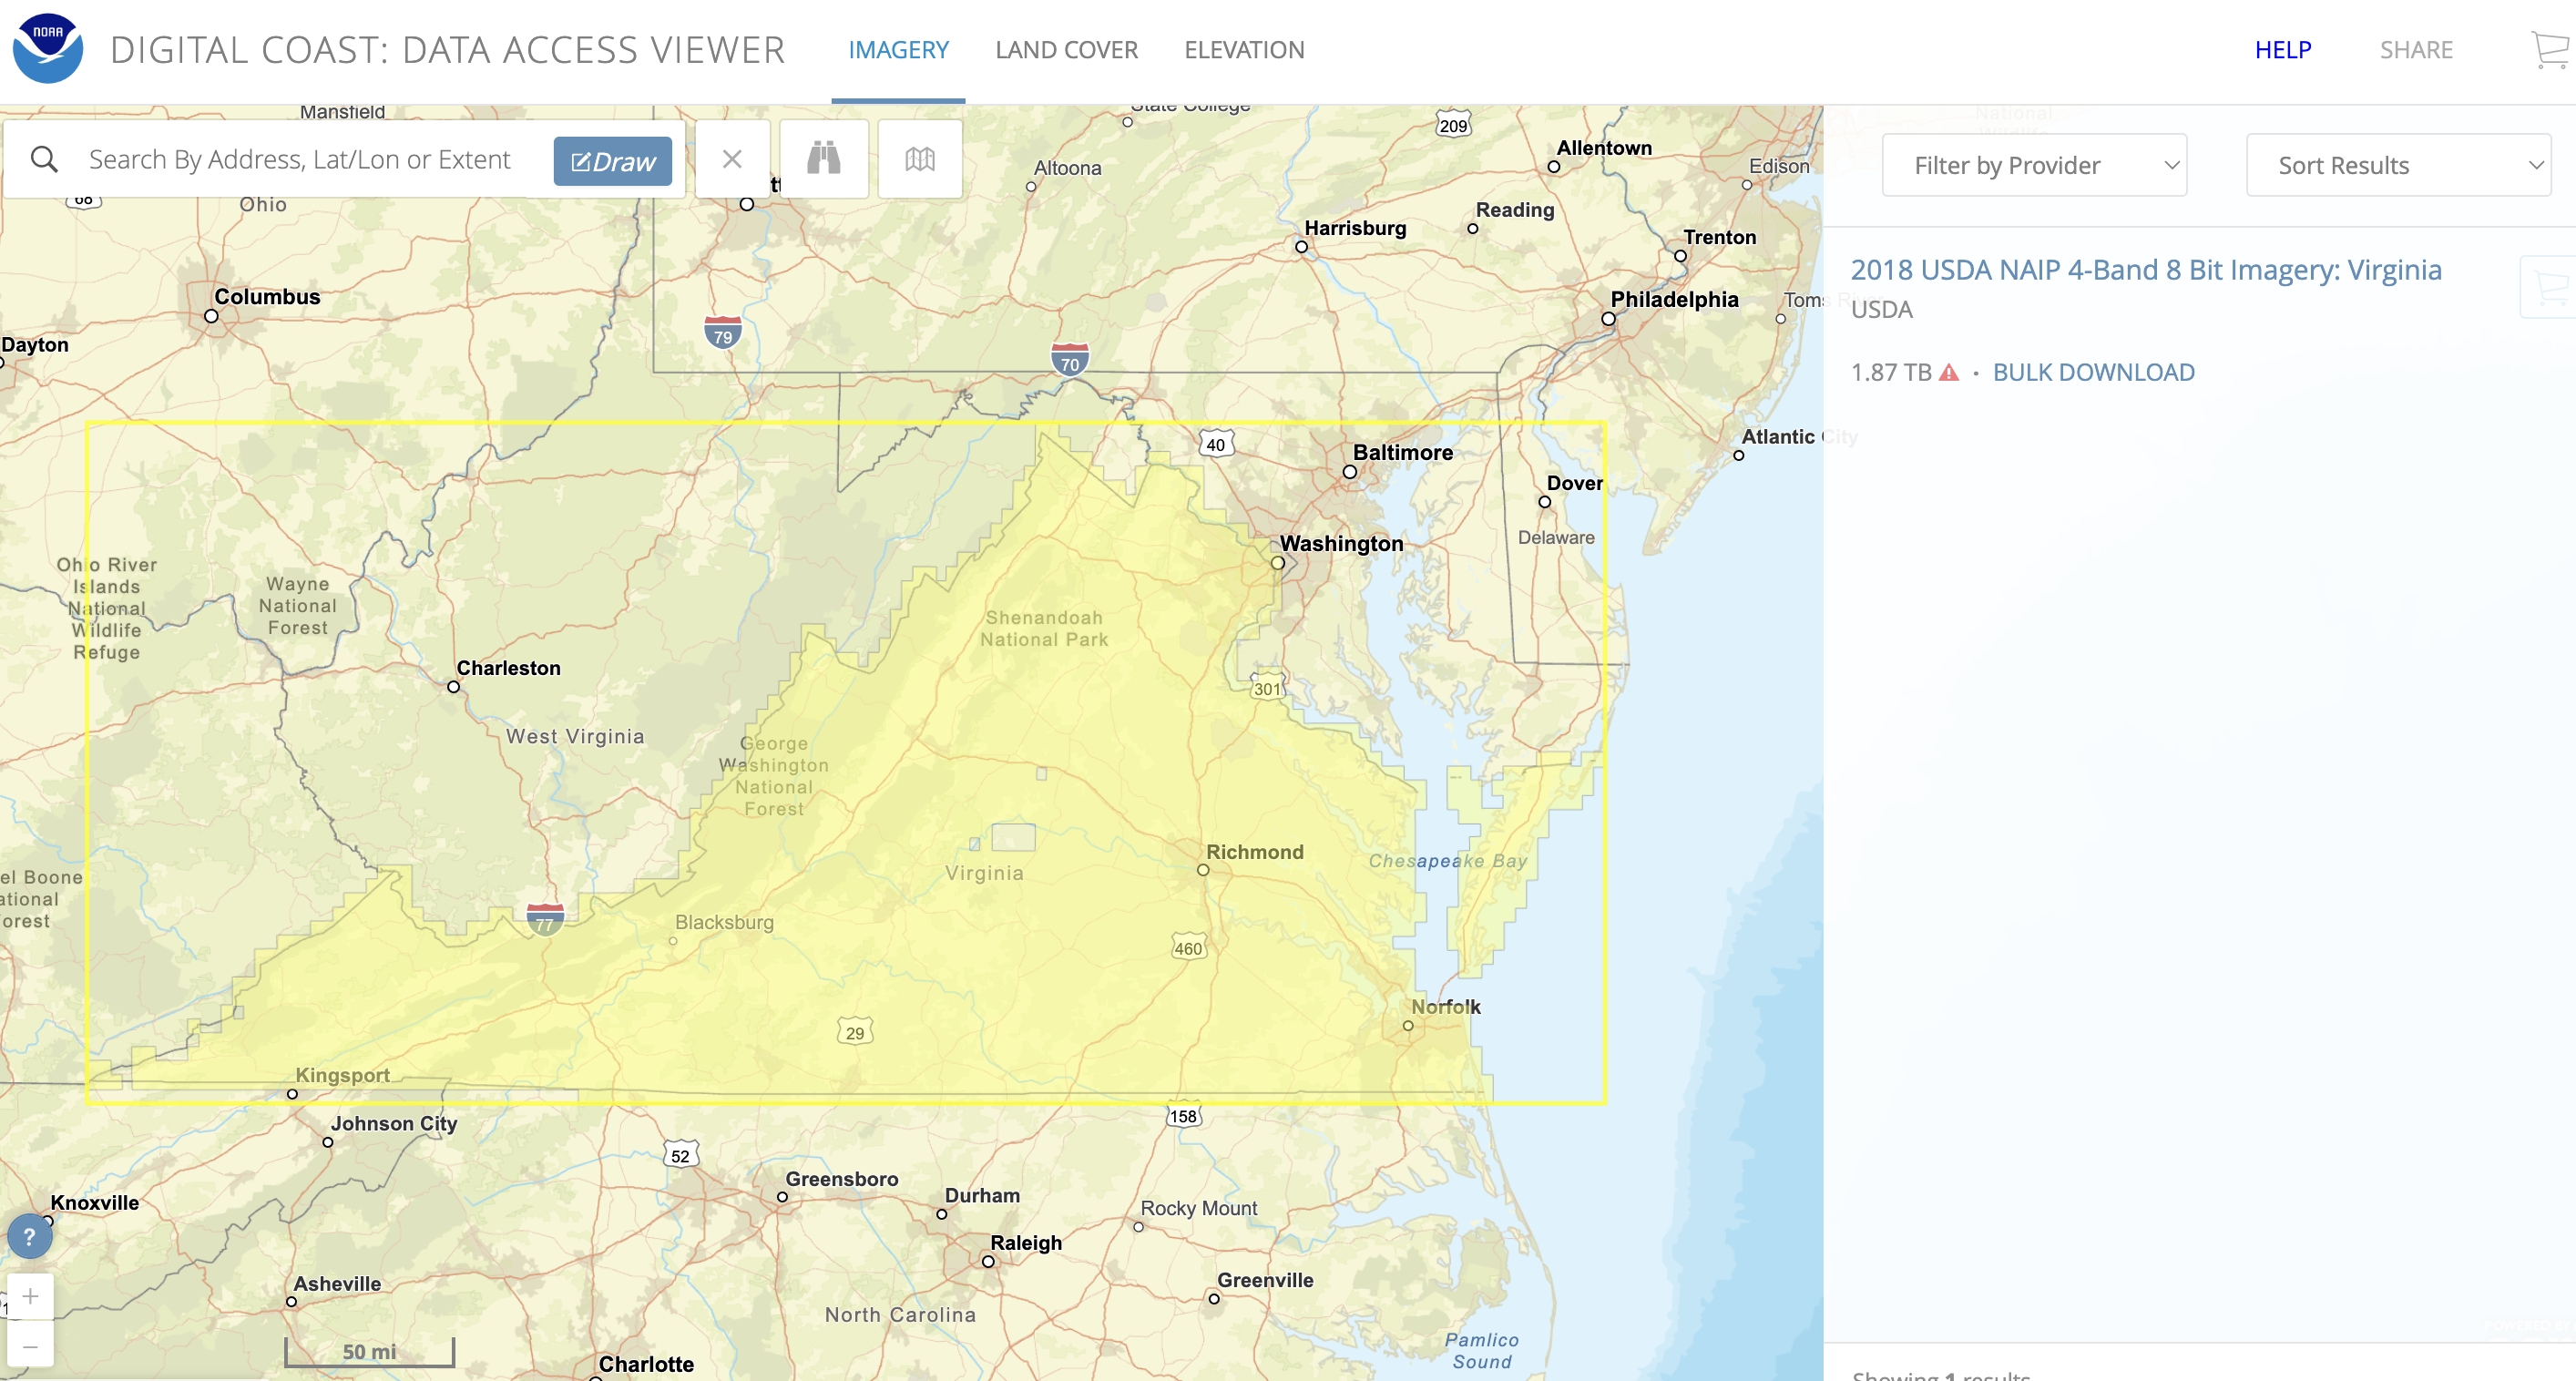 NOAA
DIGITAL COAST: DATA ACCESS VIEWER
IMAGERY
LAND COVER
ELEVATION
HELP
SHARE
Search By Address, Lat/Lon or Extent
Draw
Filter by Provider
Sort Results
2018 USDA NAIP 4-Band 8 Bit Imagery: Virginia
USDA
1.87 TB
•
BULK DOWNLOAD
Showing 1 results
Mansfield
State College
209
Allentown
Altoona
Edison
68
Ohio
Reading
Harrisburg
Trenton
Columbus
Philadelphia
Toms R
79
Dayton
70
Atlantic City
40
Baltimore
Dover
Delaware
Washington
Ohio River
Islands
National
Wildlife
Refuge
Wayne
National
Forest
Shenandoah
National Park
Charleston
301
West Virginia
George
Washington
National
Forest
Richmond
Chesapeake Bay
Virginia
el Boone
ational
orest
77
Blacksburg
460
Norfolk
29
Kingsport
158
Johnson City
52
Greensboro
Durham
Knoxville
Rocky Mount
?
Raleigh
Asheville
Greenville
+
North Carolina
−
50 mi
Pamlico
Sound
Charlotte